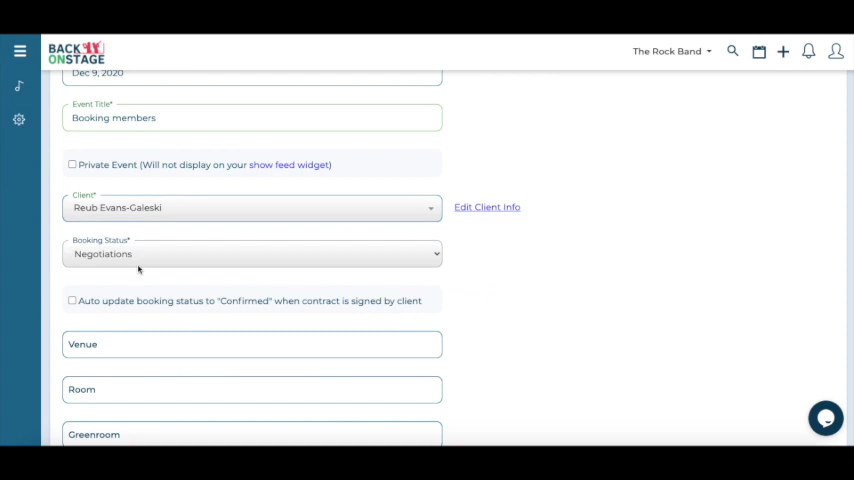 BACK
ONSTAGE
The Rock Band
Dec 9, 2020
Event Title*
Booking members
Private Event (Will not display on your show feed widget)
Client*
Reub Evans-Galeski
Edit Client Info
Booking Status*
Negotiations
Auto update booking status to "Confirmed" when contract is signed by client
Venue
Room
Greenroom